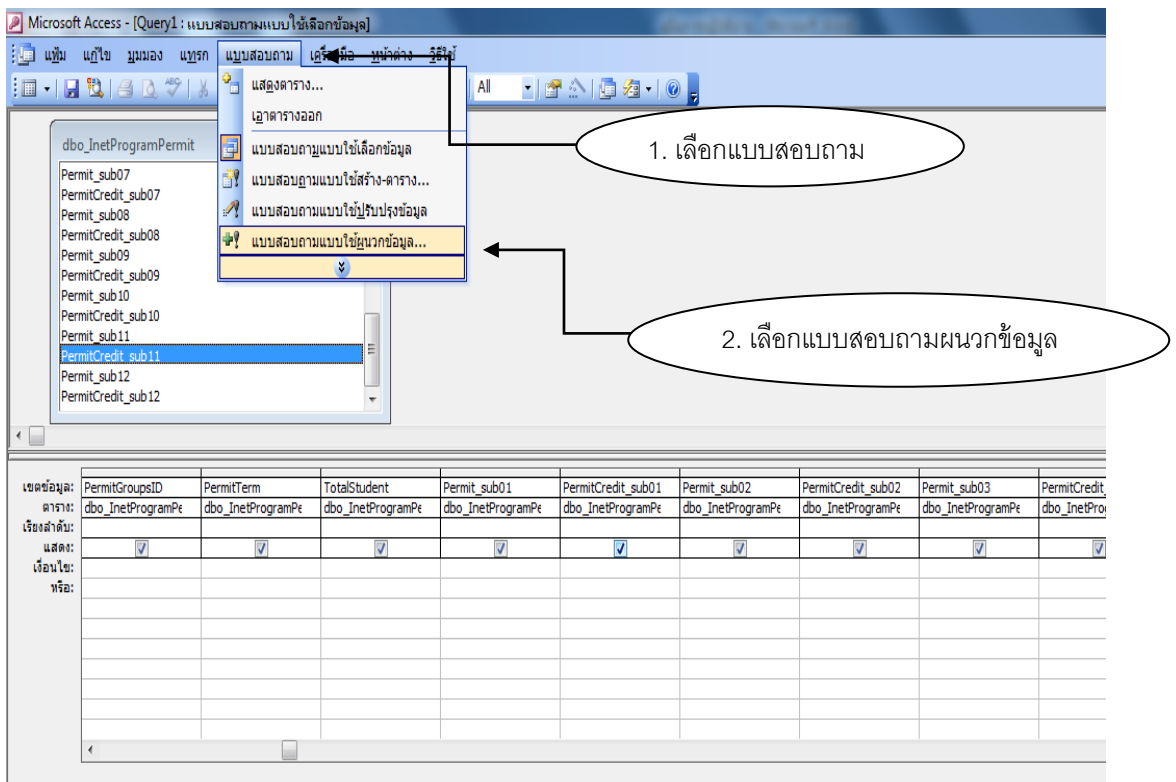 Microsoft Access - [Query1 : แบบสอบถามแบบใช้เลือกข้อมูล]
แฟ้ม แก้ไข มุมมอง แทรก แบบสอบถาม เครื่องมือ หน้าต่าง วิธีใช้
All
แสดงตาราง...
เอาตารางออก
แบบสอบถามแบบใช้เลือกข้อมูล
แบบสอบถามแบบใช้สร้าง-ตาราง...
แบบสอบถามแบบใช้ปรับปรุงข้อมูล
แบบสอบถามแบบใช้ผนวกข้อมูล...
1. เลือกแบบสอบถาม
2. เลือกแบบสอบถามผนวกข้อมูล
dbo_InetProgramPermit
Permit_sub07
PermitCredit_sub07
Permit_sub08
PermitCredit_sub08
Permit_sub09
PermitCredit_sub09
Permit_sub10
PermitCredit_sub10
Permit_sub11
PermitCredit_sub11
Permit_sub12
PermitCredit_sub12
เขตข้อมูล: PermitGroupsID PermitTerm TotalStudent Permit_sub01 PermitCredit_sub01 Permit_sub02 PermitCredit_sub02 Permit_sub03 PermitCredit_
ตาราง: dbo_InetProgramPe dbo_InetProgramPe dbo_InetProgramPe dbo_InetProgramPe dbo_InetProgramPe dbo_InetProgramPe dbo_InetProgramPe dbo_InetProgramPe dbo_InetPro
เรียงลำดับ:
แสดง:
เงื่อนไข:
หรือ: